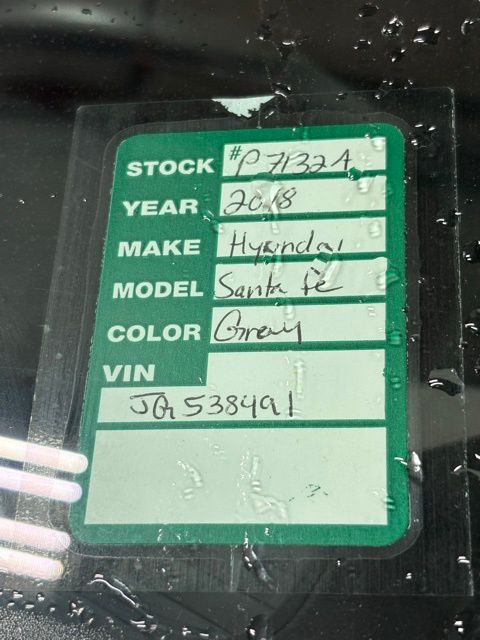 STOCK #P7132A
YEAR 2018
MAKE Hyundai
MODEL Santa Fe
COLOR Gray
VIN
JG538491